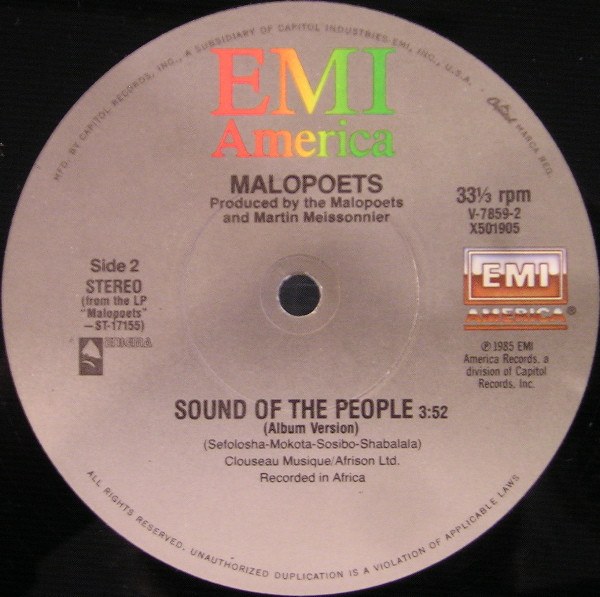 MFG. BY CAPITOL RECORDS, INC., A SUBSIDIARY OF CAPITOL INDUSTRIES EMI, INC., U.S.A. · Capitol MARCA REG.
EMI
America
MALOPOETS
Produced by the Malopoets
and Martin Meissonnier
33⅓ rpm
V-7859-2
X501905
Side 2
STEREO
(from the LP
"Malopoets"
—ST-17155)
EMI
AMERICA®
℗ 1985 EMI
America Records, a
division of Capitol
Records, Inc.
SOUND OF THE PEOPLE 3:52
(Album Version)
(Sefolosha-Mokota-Sosibo-Shabalala)
Clouseau Musique/Afrison Ltd.
Recorded in Africa
ALL RIGHTS RESERVED. UNAUTHORIZED DUPLICATION IS A VIOLATION OF APPLICABLE LAWS